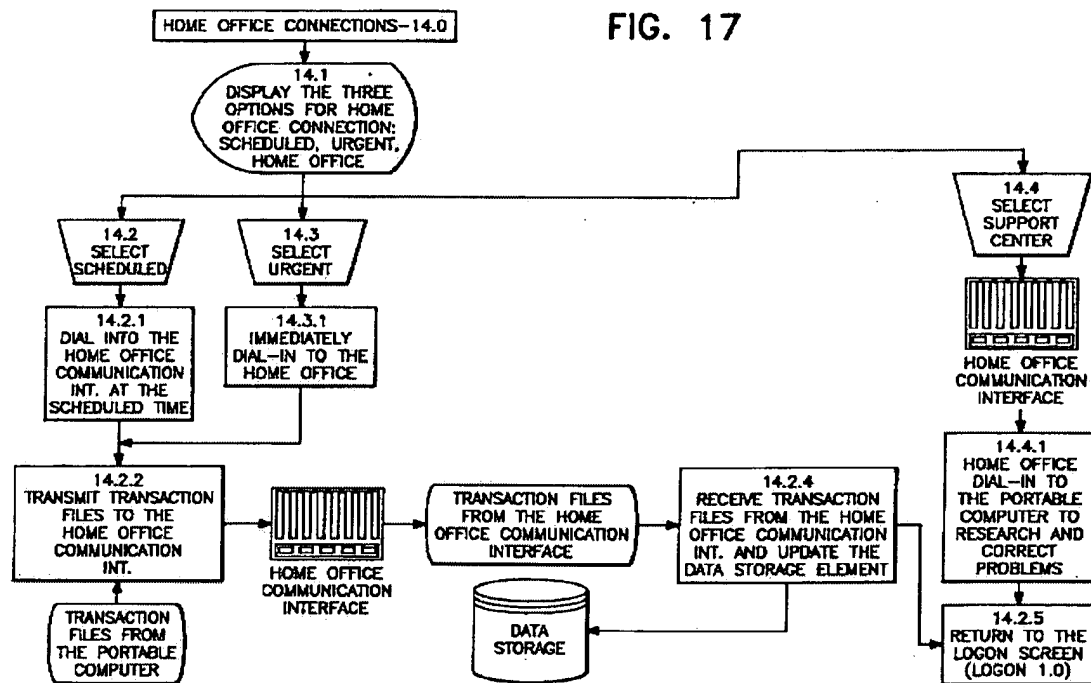 HOME OFFICE CONNECTIONS-14.0
FIG. 17
14.1
DISPLAY THE THREE
OPTIONS FOR HOME
OFFICE CONNECTION:
SCHEDULED, URGENT,
HOME OFFICE
14.2
SELECT
SCHEDULED
14.3
SELECT
URGENT
14.4
SELECT
SUPPORT
CENTER
14.2.1
DIAL INTO THE
HOME OFFICE
COMMUNICATION
INT. AT THE
SCHEDULED TIME
14.3.1
IMMEDIATELY
DIAL-IN TO THE
HOME OFFICE
HOME OFFICE
COMMUNICATION
INTERFACE
14.2.2
TRANSMIT TRANSACTION
FILES TO THE HOME
OFFICE
COMMUNICATION
INT.
HOME OFFICE
COMMUNICATION
INTERFACE
TRANSACTION FILES
FROM THE HOME
OFFICE COMMUNICATION
INTERFACE
14.2.4
RECEIVE TRANSACTION
FILES FROM THE HOME
OFFICE COMMUNICATION
INT. AND UPDATE THE
DATA STORAGE ELEMENT
14.4.1
HOME OFFICE
DIAL-IN TO
THE PORTABLE
COMPUTER TO
RESEARCH AND
CORRECT
PROBLEMS
TRANSACTION
FILES FROM
THE PORTABLE
COMPUTER
DATA
STORAGE
14.2.5
RETURN TO THE
LOGON SCREEN
(LOGON 1.0)